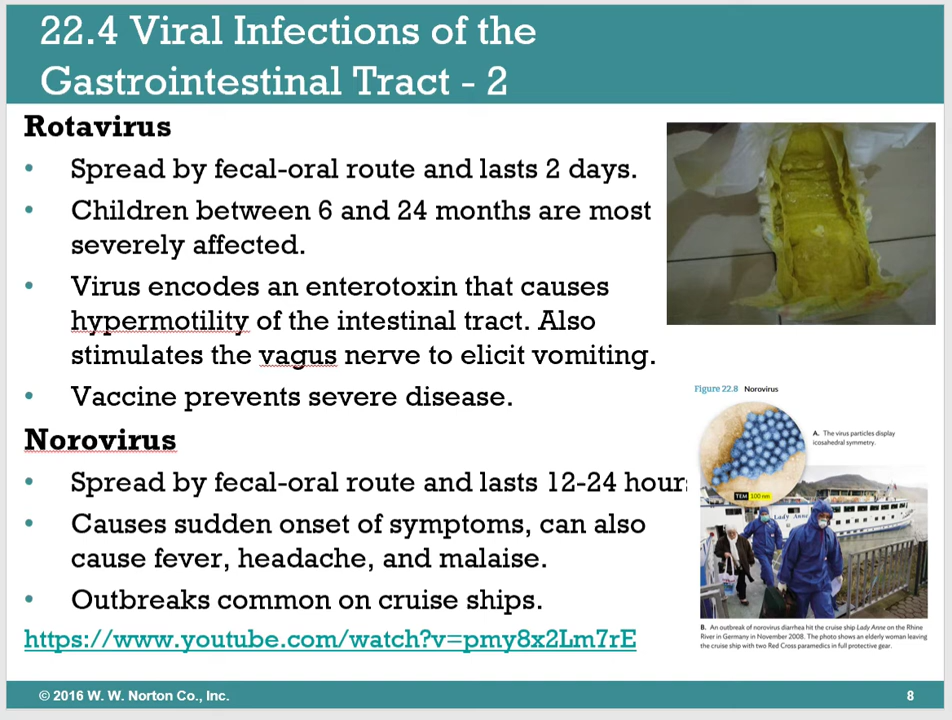 22.4 Viral Infections of the
Gastrointestinal Tract - 2
Rotavirus
• Spread by fecal-oral route and lasts 2 days.
• Children between 6 and 24 months are most
severely affected.
• Virus encodes an enterotoxin that causes
hypermotility of the intestinal tract. Also
stimulates the vagus nerve to elicit vomiting.
• Vaccine prevents severe disease.
Norovirus
• Spread by fecal-oral route and lasts 12-24 hour
• Causes sudden onset of symptoms, can also
cause fever, headache, and malaise.
• Outbreaks common on cruise ships.
https://www.youtube.com/watch?v=pmy8x2Lm7rE
Figure 22.8 Norovirus
A. The virus particles display
icosahedral symmetry.
TEM 100 nm
Lady Anne
B. An outbreak of norovirus diarrhea hit the cruise ship Lady Anne on the Rhine
River in Germany in November 2008. The photo shows an elderly woman leaving
the cruise ship with two Red Cross paramedics in full protective gear.
© 2016 W. W. Norton Co., Inc.
8